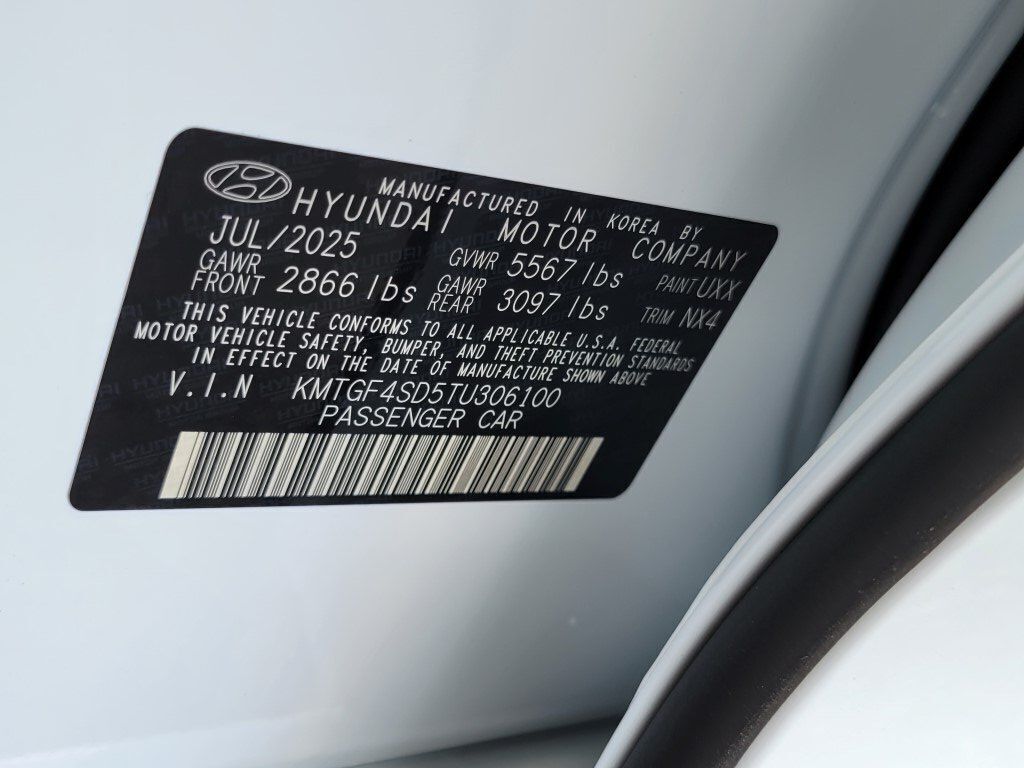 MANUFACTURED IN KOREA BY
HYUNDAI MOTOR COMPANY
JUL/2025 GVWR 5567 lbs PAINT UXX
GAWR FRONT 2866 lbs GAWR REAR 3097 lbs TRIM NX4
THIS VEHICLE CONFORMS TO ALL APPLICABLE U.S.A. FEDERAL
MOTOR VEHICLE SAFETY, BUMPER, AND THEFT PREVENTION STANDARDS
IN EFFECT ON THE DATE OF MANUFACTURE SHOWN ABOVE
V.I.N KMTGF4SD5TU306100
PASSENGER CAR